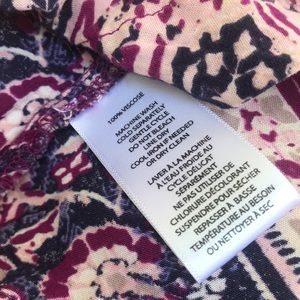 100% VISCOSE
MACHINE WASH
COLD SEPARATELY
GENTLE CYCLE
DO NOT BLEACH
LINE DRY
COOL IRON IF NEEDED
OR DRY CLEAN
LAVER À LA MACHINE
À L'EAU FROIDE AU
CYCLE DÉLICAT
SÉPARÉMENT
NE PAS UTILISER DE
CHLORURE DÉCOLORANT
SUSPENDRE POUR SÉCHER
REPASSER À BASSE
TEMPÉRATURE AU BESOIN
OU NETTOYER À SEC